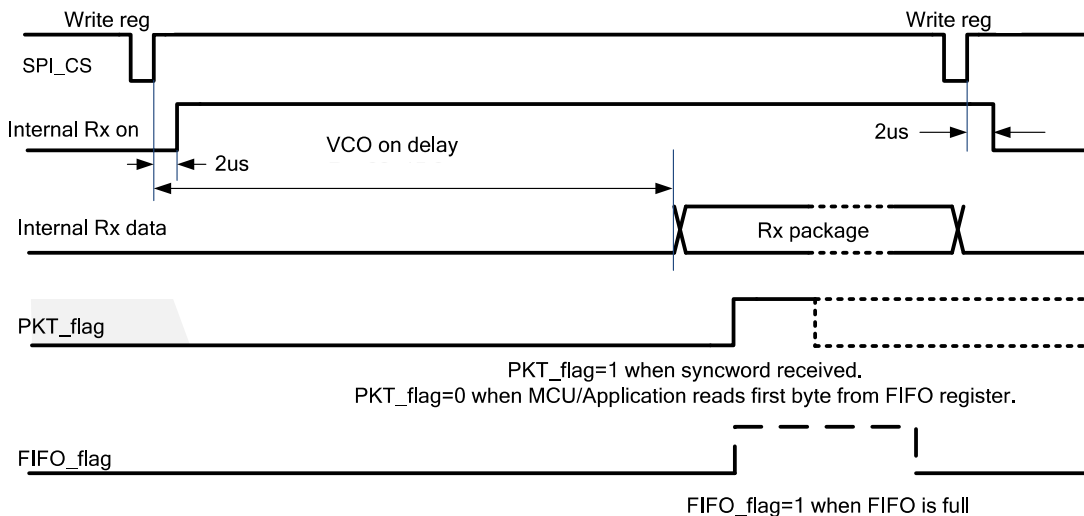 Write reg
Write reg
SPI_CS
Internal Rx on
2us
VCO on delay
2us
Internal Rx data
Rx package
PKT_flag
PKT_flag=1 when syncword received.
PKT_flag=0 when MCU/Application reads first byte from FIFO register.
FIFO_flag
FIFO_flag=1 when FIFO is full